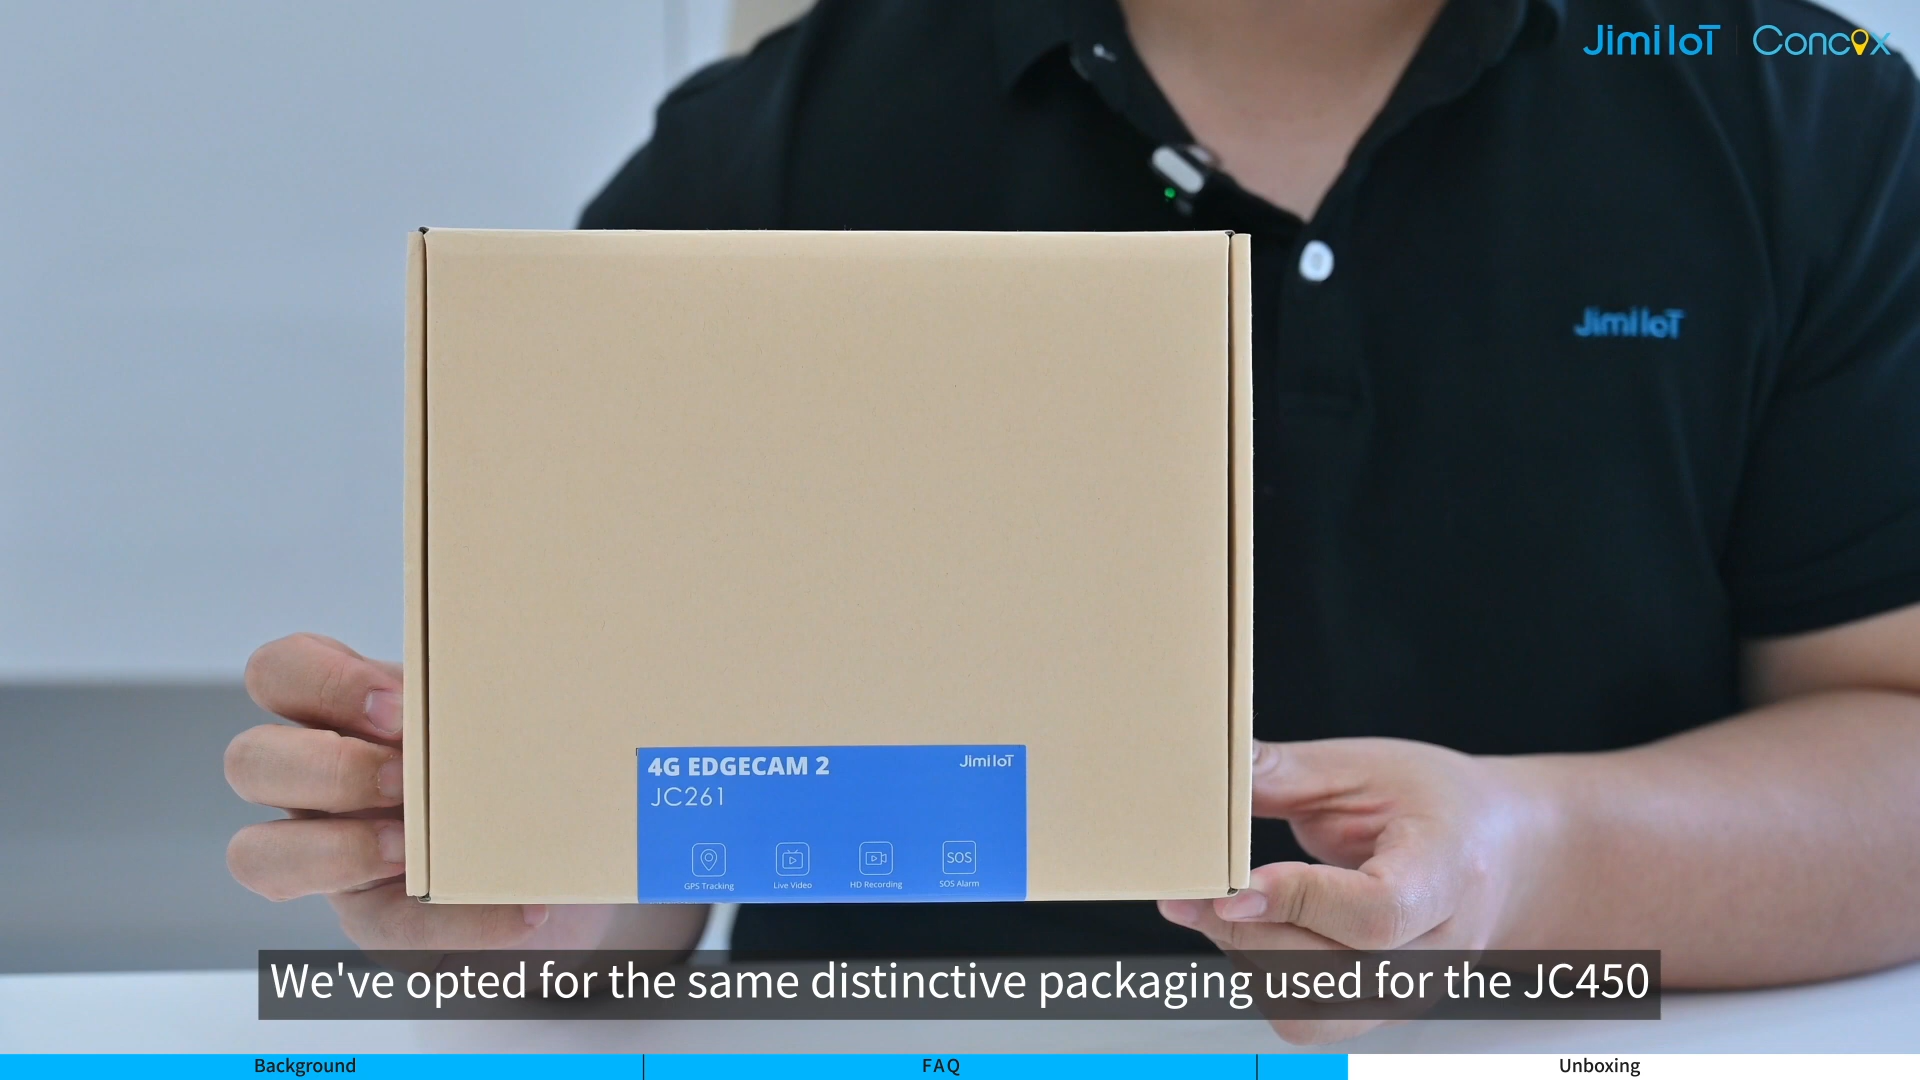 JimiIoT | Concox
JimiIoT
4G EDGECAM 2
JimiIoT
JC261
SOS
GPS Tracking
Live Video
HD Recording
SOS Alarm
We've opted for the same distinctive packaging used for the JC450
Background
FAQ
Unboxing